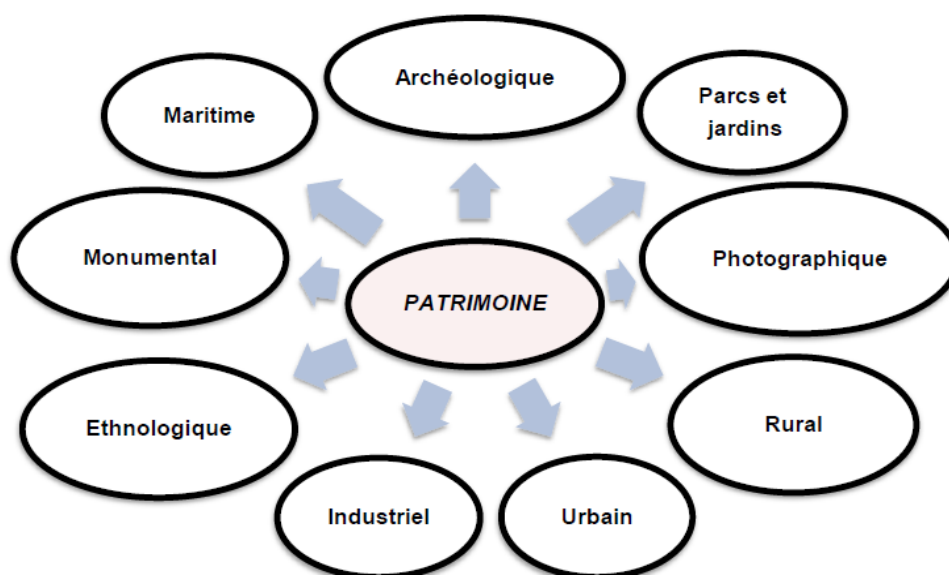 Archéologique
Maritime
Parcs et
jardins
Monumental
Photographique
PATRIMOINE
Ethnologique
Rural
Industriel
Urbain